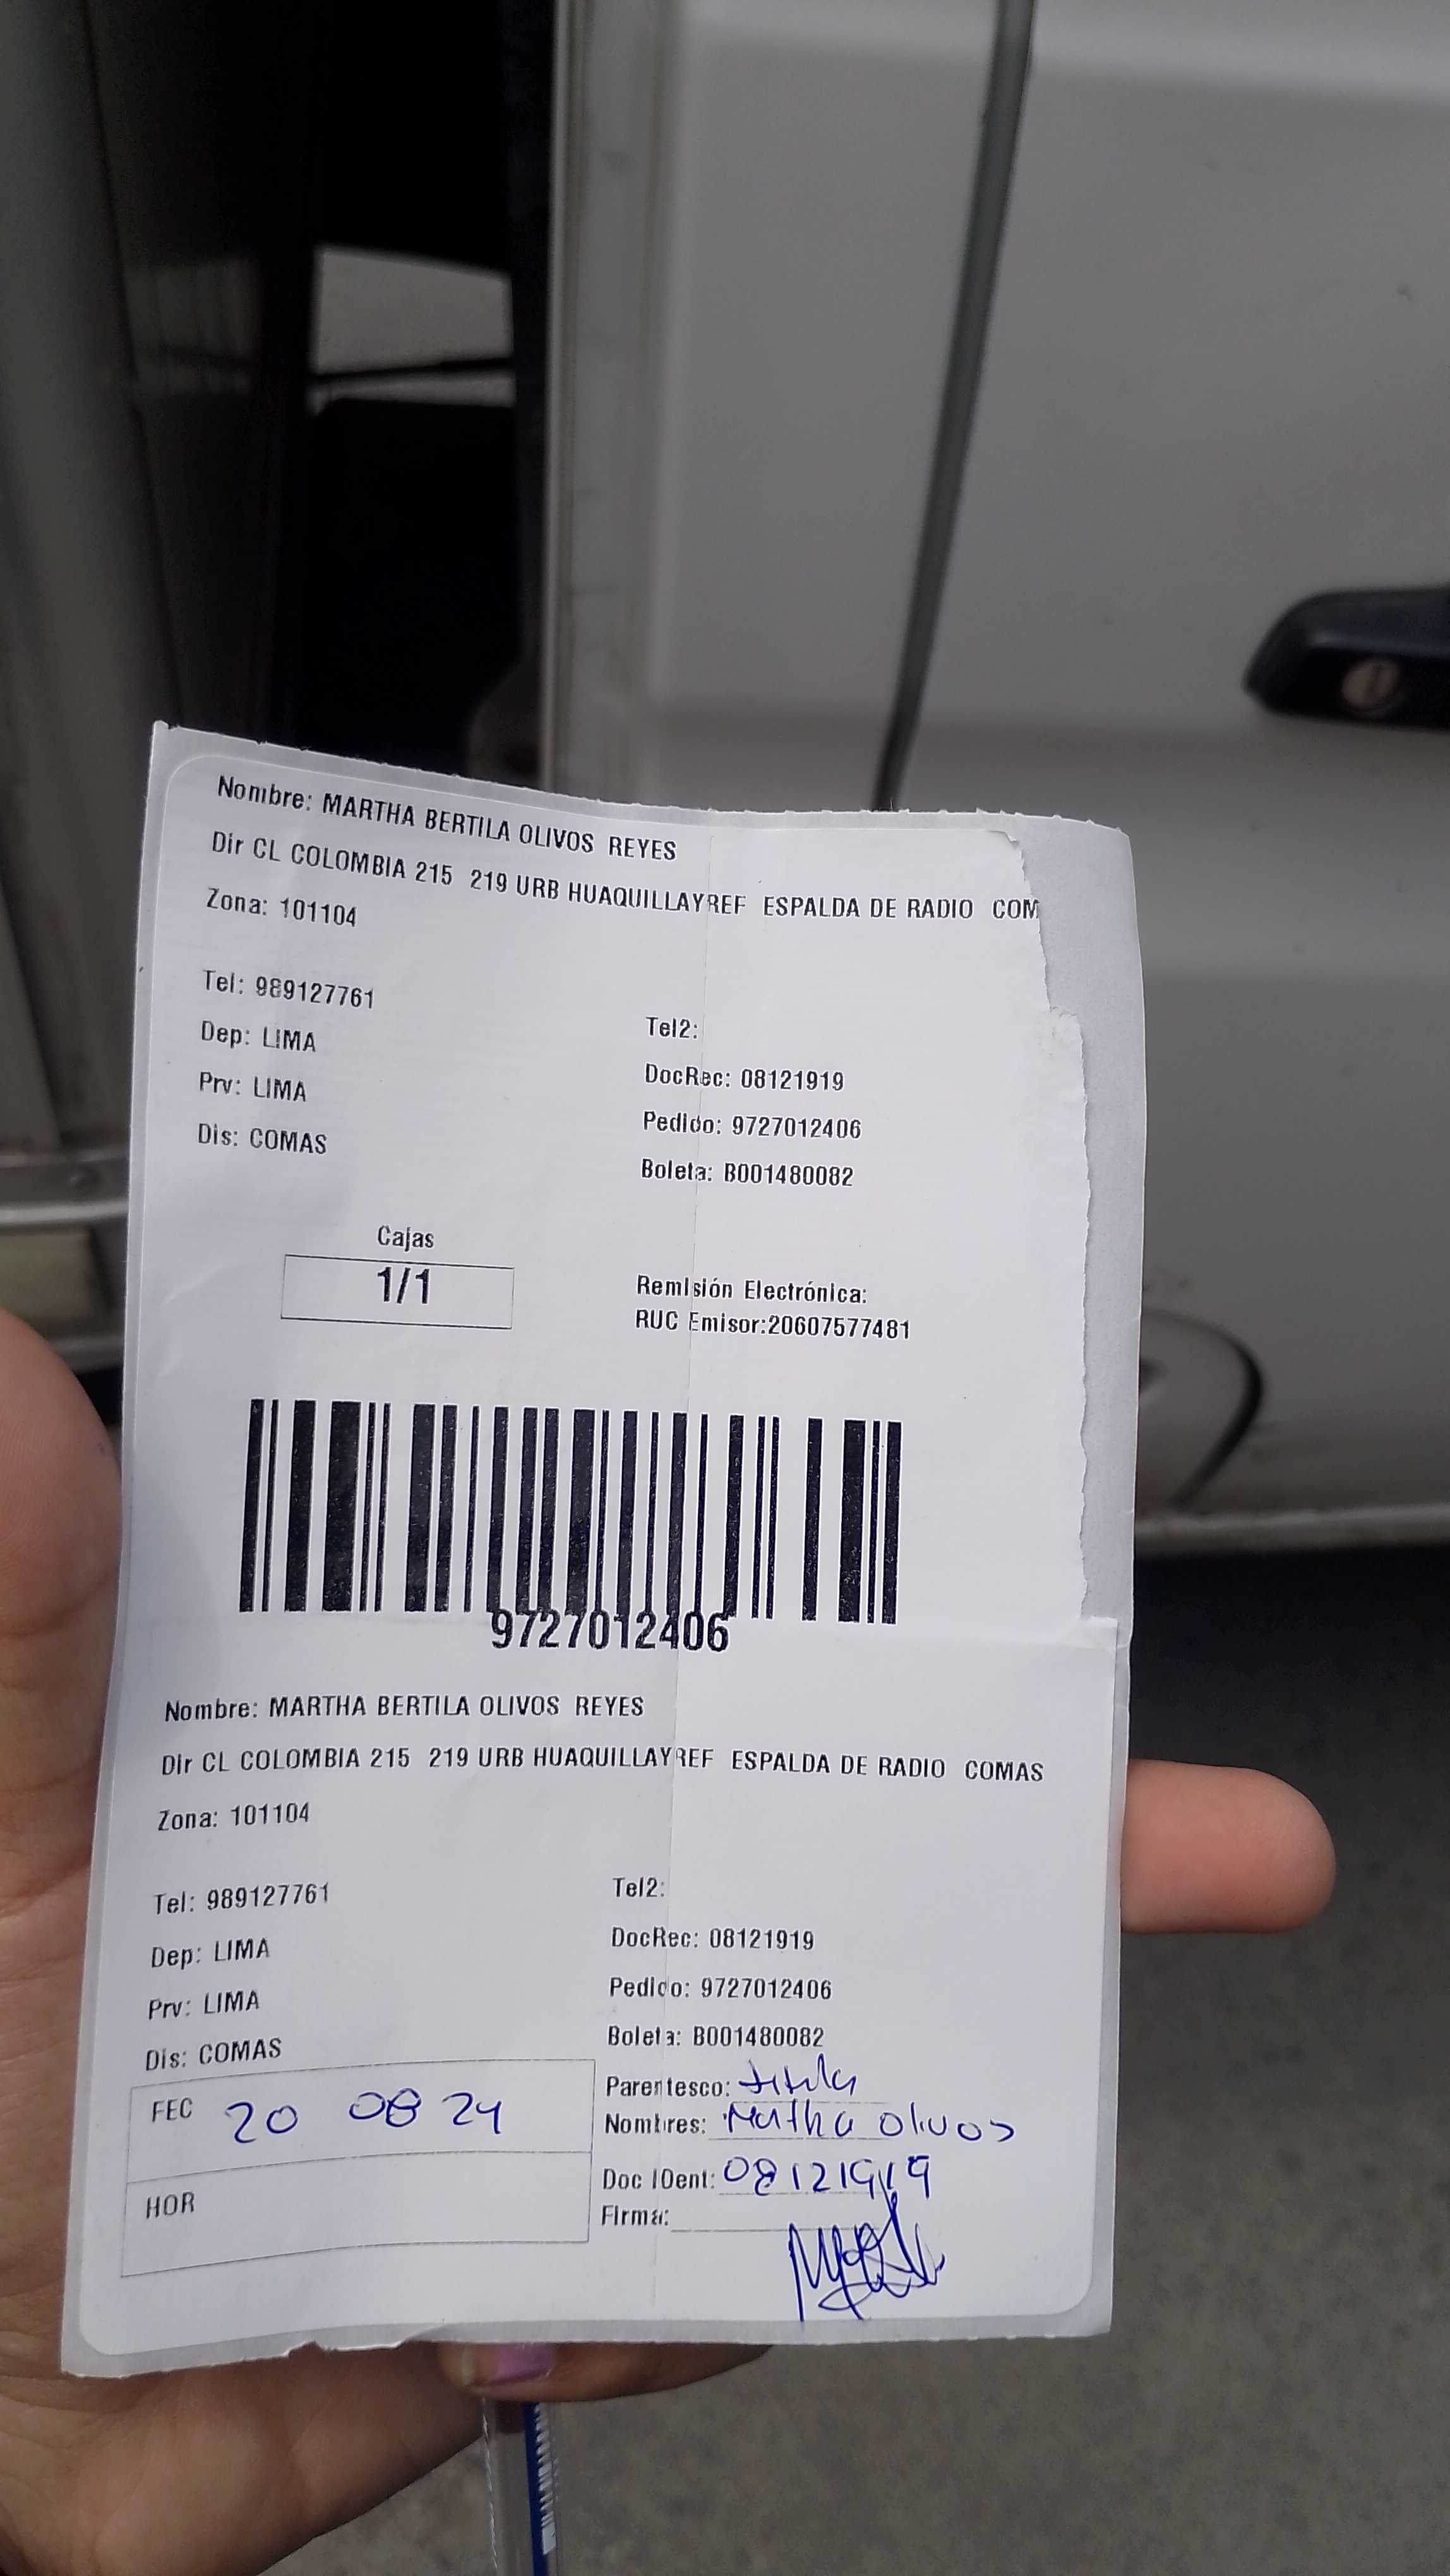 Nombre: MARTHA BERTILA OLIVOS REYES
Dir CL COLOMBIA 215 219 URB HUAQUILLAYREF ESPALDA DE RADIO COM
Zona: 101104
Tel: 989127761
Tel2:
Dep: LIMA
DocRec: 08121919
Prv: LIMA
Pedido: 9727012406
Dis: COMAS
Boleta: B001480082
Cajas
1/1
Remisión Electrónica:
RUC Emisor:20607577481
9727012406
Nombre: MARTHA BERTILA OLIVOS REYES
Dir CL COLOMBIA 215 219 URB HUAQUILLAYREF ESPALDA DE RADIO COMAS
Zona: 101104
Tel: 989127761
Tel2:
Dep: LIMA
DocRec: 08121919
Prv: LIMA
Pedido: 9727012406
Dis: COMAS
Boleta: B001480082
FEC 20 08 24
Parentesco: titular
Nombres: Martha Olivos
HOR
Doc IDent: 08121919
Firma: